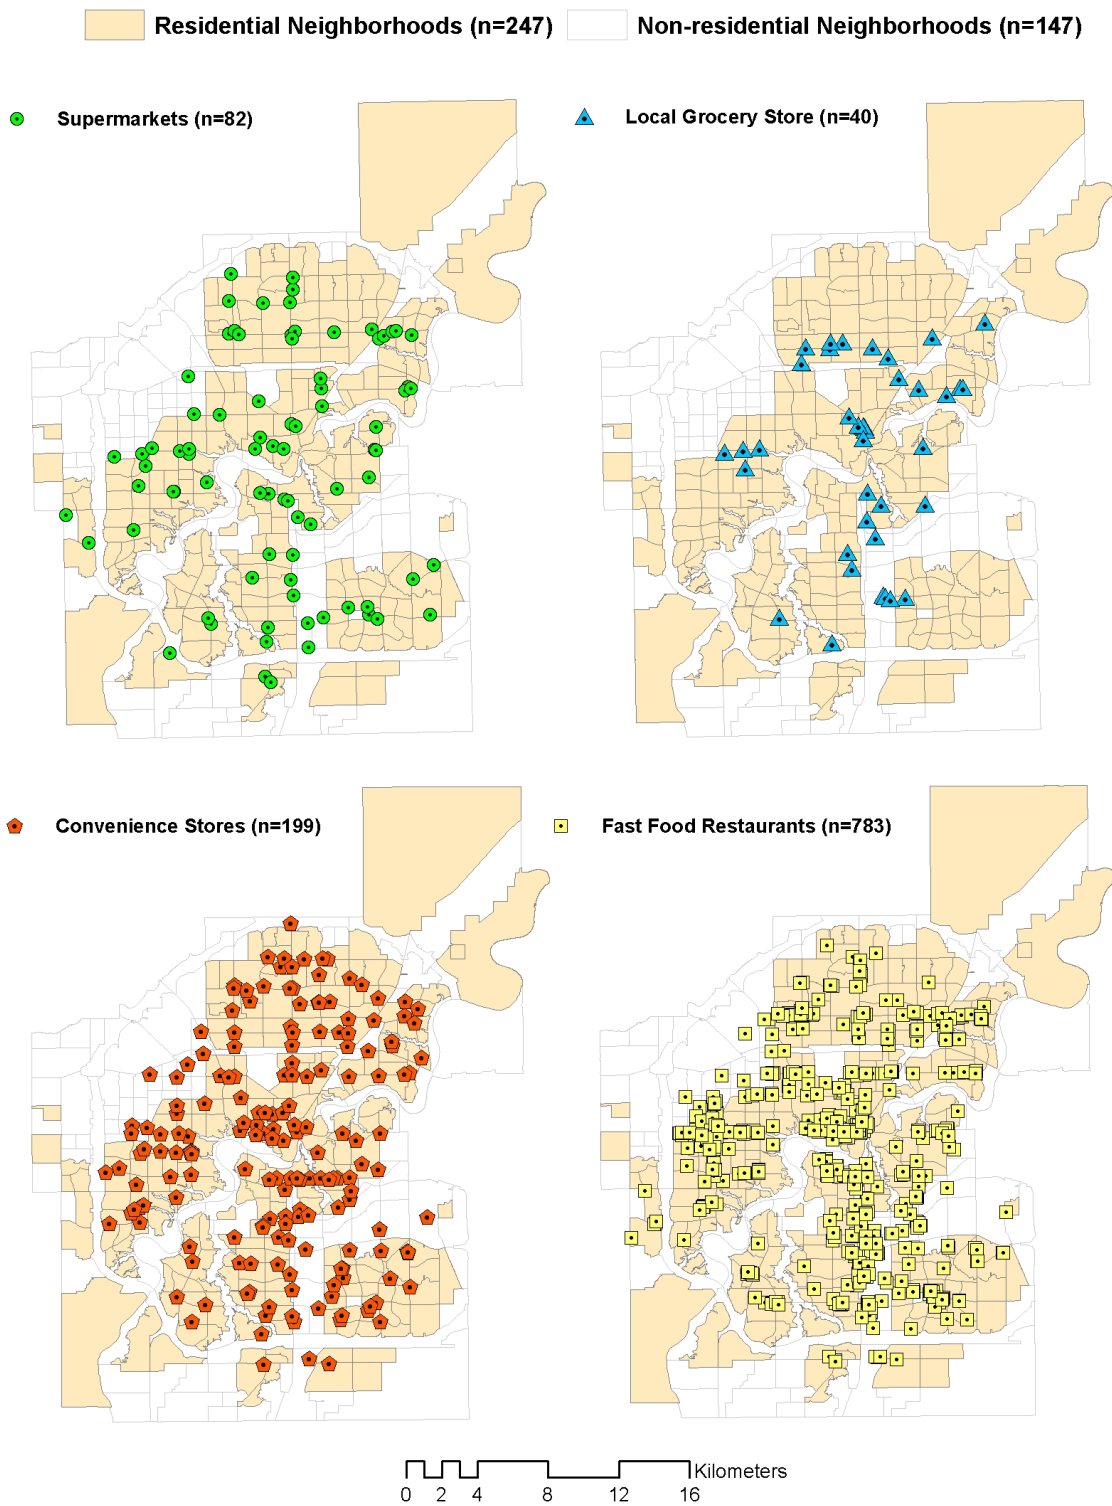 Residential Neighborhoods (n=247) Non-residential Neighborhoods (n=147)
Supermarkets (n=82) Local Grocery Store (n=40)
Convenience Stores (n=199) Fast Food Restaurants (n=783)
Kilometers
0 2 4 8 12 16